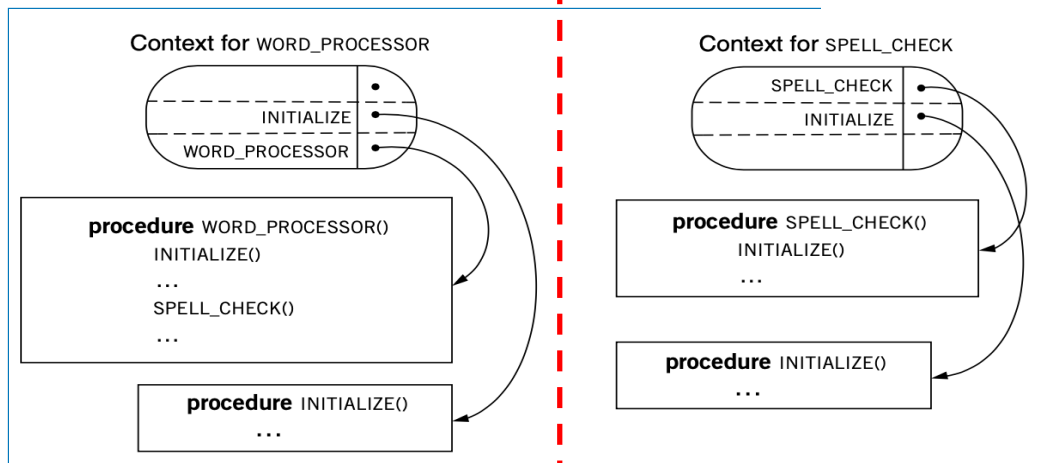 Context for WORD_PROCESSOR
INITIALIZE
WORD_PROCESSOR
procedure WORD_PROCESSOR()
INITIALIZE()
...
SPELL_CHECK()
...
procedure INITIALIZE()
...
Context for SPELL_CHECK
SPELL_CHECK
INITIALIZE
procedure SPELL_CHECK()
INITIALIZE()
...
procedure INITIALIZE()
...